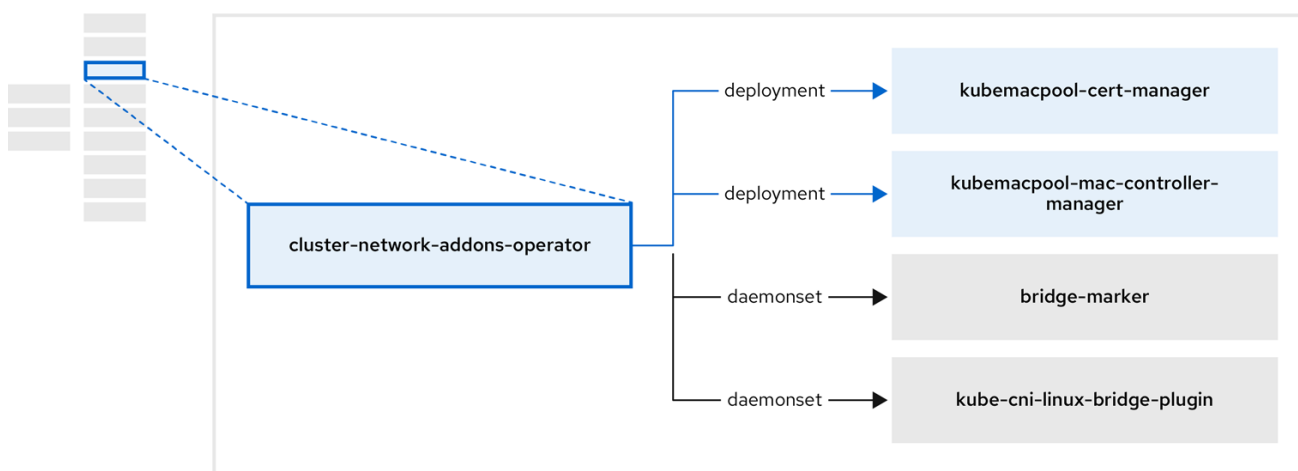 deployment
kubemacpool-cert-manager
deployment
kubemacpool-mac-controller-
manager
cluster-network-addons-operator
daemonset
bridge-marker
daemonset
kube-cni-linux-bridge-plugin